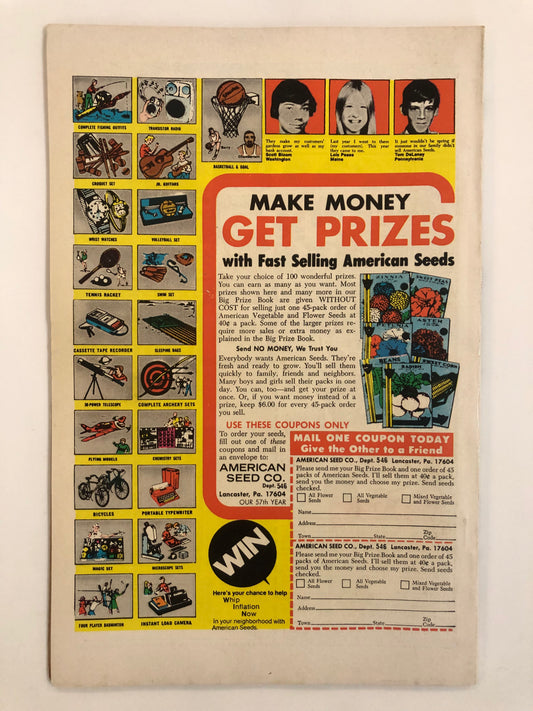 COMPLETE FISHING OUTFITS
TRANSISTOR RADIO
CROQUET SET
JR. GUITARS
WRIST WATCHES
VOLLEYBALL SET
TENNIS RACKET
SWIM SET
CASSETTE TAPE RECORDER
SLEEPING BAGS
30-POWER TELESCOPE
COMPLETE ARCHERY SETS
FLYING MODELS
CHEMISTRY SETS
BICYCLES
PORTABLE TYPEWRITER
MAGIC SET
MICROSCOPE SETS
FOUR PLAYER BADMINTON
INSTANT LOAD CAMERA
BASKETBALL & GOAL
They make my customers'
gardens grow as well as my
bank account.
Scott Bloom
Washington
Last year I went to them
(my customers). This year
they came to me.
Lois Pease
Maine
It just wouldn't be spring if
someone in our family didn't
sell American Seeds.
Tom DeLaney
Pennsylvania
MAKE MONEY
GET PRIZES
with Fast Selling American Seeds
Take your choice of 100 wonderful prizes.
You can earn as many as you want. Most
prizes shown here and many more in our
Big Prize Book are given WITHOUT
COST for selling just one 45-pack order of
American Vegetable and Flower Seeds at
40¢ a pack. Some of the larger prizes re-
quire more sales or extra money as ex-
plained in the Big Prize Book.
Send NO MONEY, We Trust You
Everybody wants American Seeds. They're
fresh and ready to grow. You'll sell them
quickly to family, friends and neighbors.
Many boys and girls sell their packs in one
day. You can, too—and get your prize at
once. Or, if you want money instead of a
prize, keep $6.00 for every 45-pack order
you sell.
USE THESE COUPONS ONLY
To order your seeds,
fill out one of these
coupons and mail in
an envelope to:
AMERICAN
SEED CO.
Dept. 546
Lancaster, Pa. 17604
OUR 57th YEAR
ZINNIA
SWEET PEAS
ASTER
BEANS
RADISH
SWEET CORN
MAIL ONE COUPON TODAY
Give the Other to a Friend
AMERICAN SEED CO., Dept. 546 Lancaster, Pa. 17604
Please send me your Big Prize Book and one order of 45
packs of American Seeds. I'll sell them at 40¢ a pack,
send you the money and choose my prize. Send seeds
checked.
All Flower Seeds
All Vegetable Seeds
Mixed Vegetable and Flower Seeds
Name
Address
Town State Zip Code
AMERICAN SEED CO., Dept. 546 Lancaster, Pa. 17604
Please send me your Big Prize Book and one order of 45
packs of American Seeds. I'll sell them at 40¢ a pack,
send you the money and choose my prize. Send seeds
checked.
All Flower Seeds
All Vegetable Seeds
Mixed Vegetable and Flower Seeds
Name
Address
Town State Zip Code
WIN
Here's your chance to help
Whip
Inflation
Now
in your neighborhood with
American Seeds.